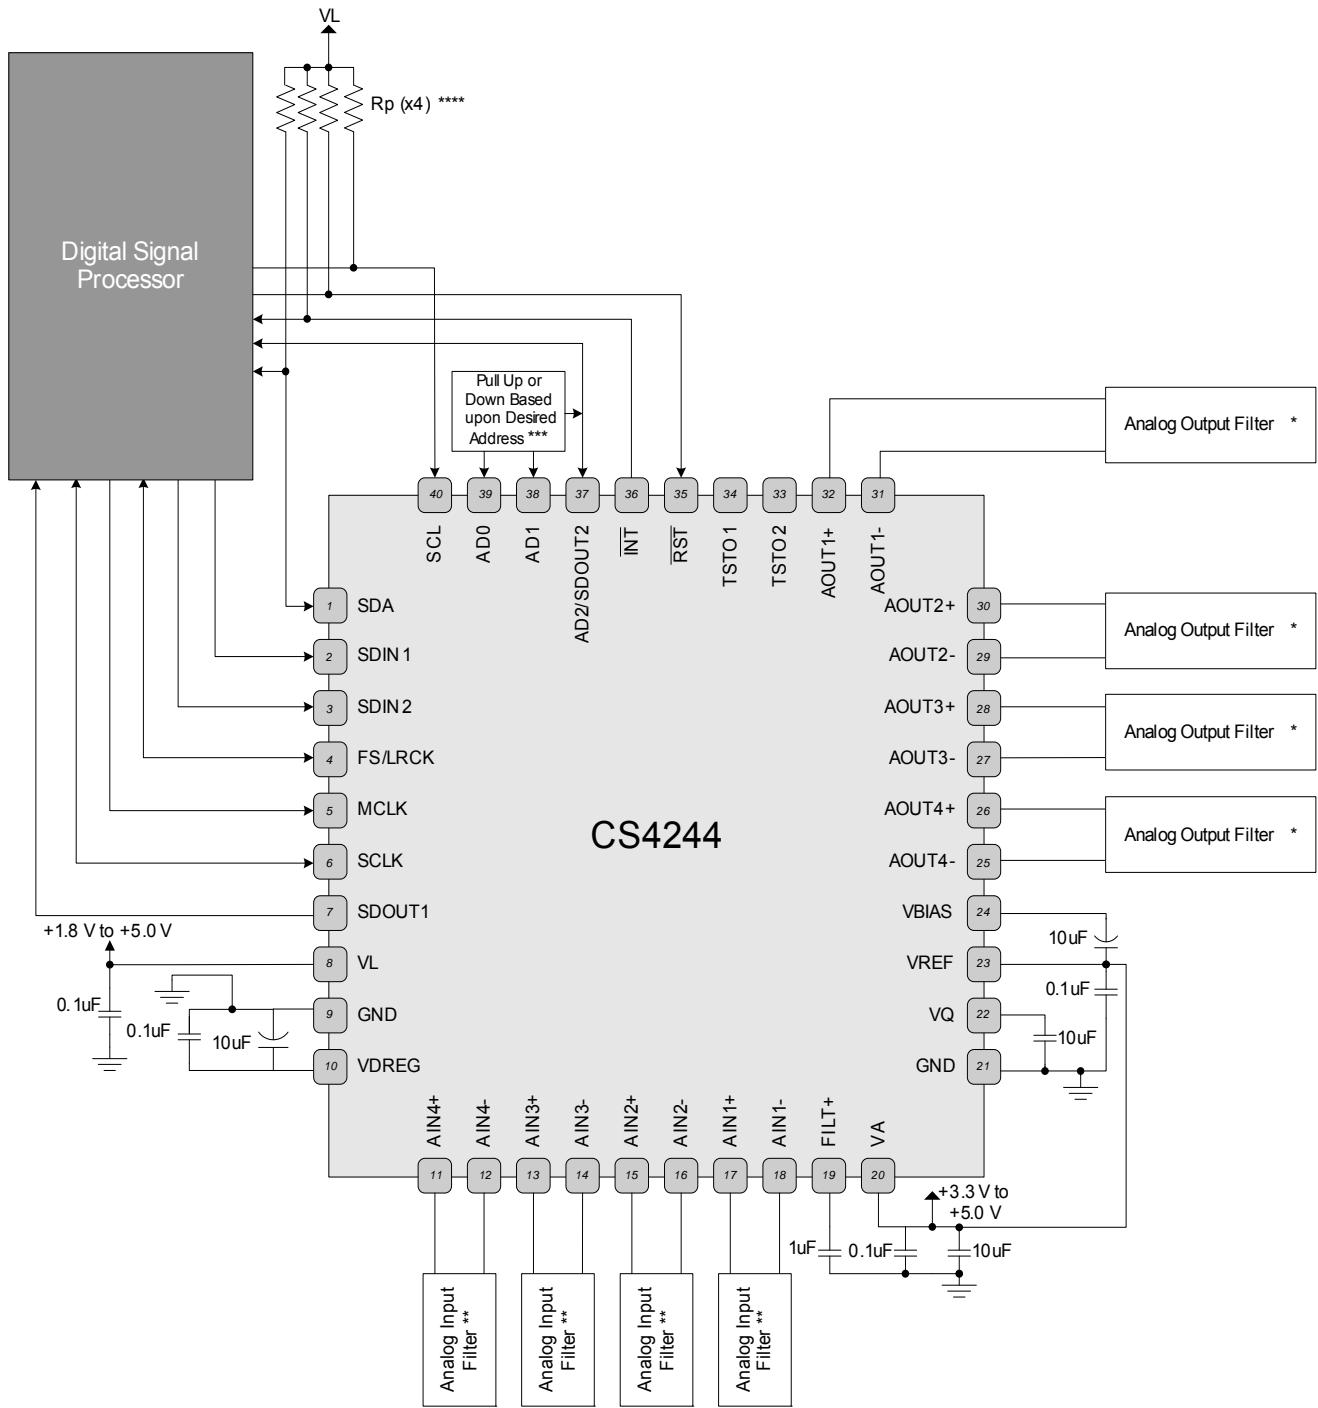 VL
Rp (x4) ****
Digital Signal
Processor
Pull Up or
Down Based
upon Desired
Address ***
Analog Output Filter *
40
39
38
37
36
35
34
33
32
31
SCL
AD0
AD1
AD2/SDOUT2
INT
RST
TSTO1
TSTO2
AOUT1+
AOUT1-
1 SDA
2 SDIN1
3 SDIN2
4 FS/LRCK
5 MCLK
6 SCLK
7 SDOUT1
8 VL
9 GND
10 VDREG
CS4244
AOUT2+ 30
AOUT2- 29
AOUT3+ 28
AOUT3- 27
AOUT4+ 26
AOUT4- 25
VBIAS 24
VREF 23
VQ 22
GND 21
Analog Output Filter *
Analog Output Filter *
Analog Output Filter *
+1.8 V to +5.0 V
0.1uF
0.1uF
10uF
10uF
0.1uF
10uF
AIN4+
AIN4-
AIN3+
AIN3-
AIN2+
AIN2-
AIN1+
AIN1-
FILT+
VA
11
12
13
14
15
16
17
18
19
20
+3.3 V to
+5.0 V
1uF
0.1uF
10uF
Analog Input
Filter **
Analog Input
Filter **
Analog Input
Filter **
Analog Input
Filter **